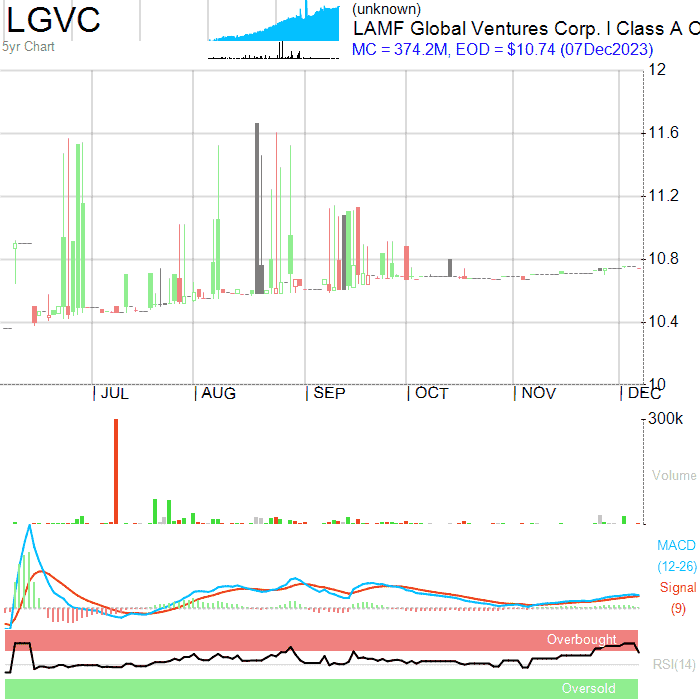 LGVC
5yr Chart
(unknown)
LAMF Global Ventures Corp. I Class A O
MC = 374.2M, EOD = $10.74 (07Dec2023)
12
11.6
11.2
10.8
10.4
10
JUL AUG SEP OCT NOV DEC
300k
Volume
MACD
(12-26)
Signal
(9)
Overbought
RSI(14)
Oversold